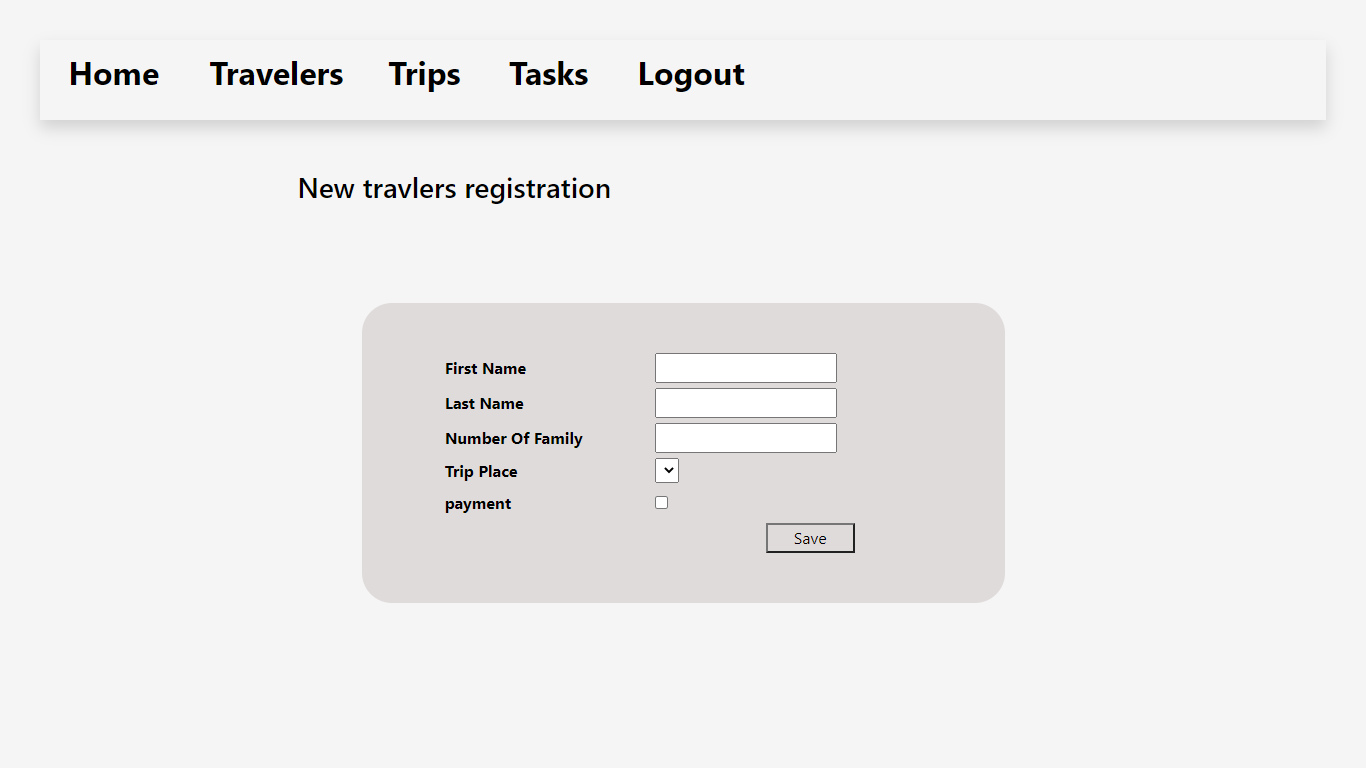 Home Travelers Trips Tasks Logout
New travlers registration
First Name
Last Name
Number Of Family
Trip Place
payment
Save